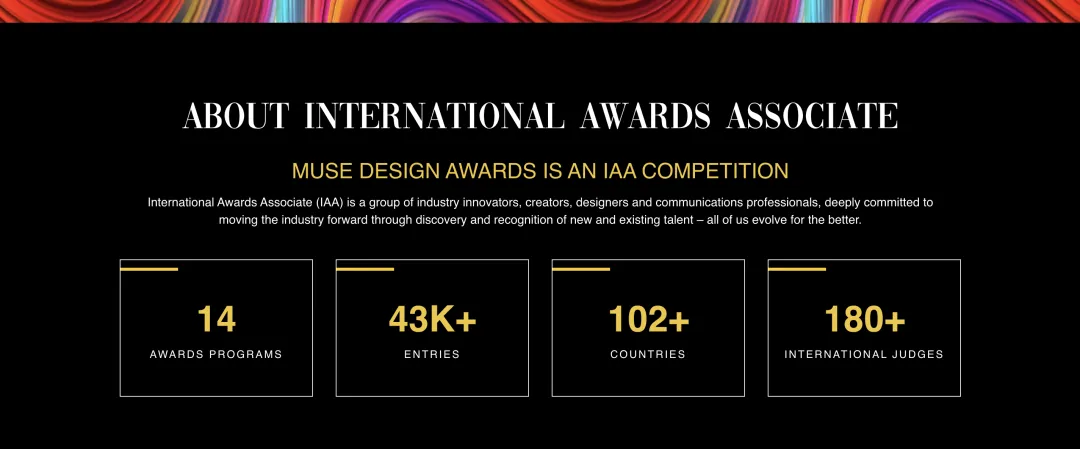 ABOUT INTERNATIONAL AWARDS ASSOCIATE
MUSE DESIGN AWARDS IS AN IAA COMPETITION
International Awards Associate (IAA) is a group of industry innovators, creators, designers and communications professionals, deeply committed to
moving the industry forward through discovery and recognition of new and existing talent – all of us evolve for the better.
14
AWARDS PROGRAMS
43K+
ENTRIES
102+
COUNTRIES
180+
INTERNATIONAL JUDGES